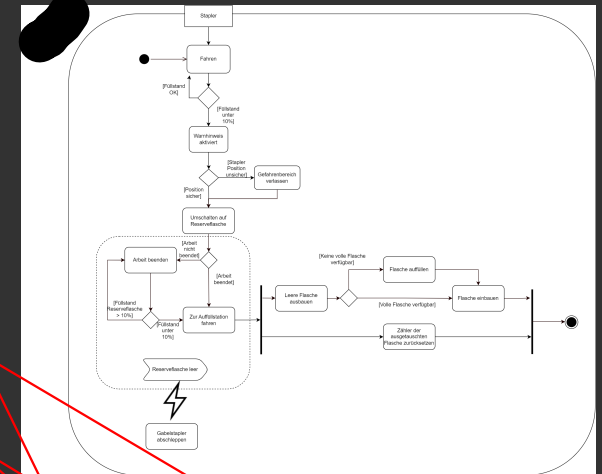 Stapler
Fahren
[Füllstand
OK]
[Füllstand
unter
10%]
Warnhinweis
aktiviert
[Stapler
Position
unsicher]
Gefahrenbereich
verlassen
[Position
sicher]
Umschalten auf
Reserveflasche
[Arbeit
nicht
beendet]
Arbeit beenden
[Arbeit
beendet]
[Füllstand
Reserveflasche
> 10%]
[Füllstand
unter
10%]
Zur Auffüllstation
fahren
[Keine volle Flasche
verfügbar]
Flasche auffüllen
Leere Flasche
ausbauen
[Volle Flasche verfügbar]
Flasche einbauen
Zähler der
ausgetauschten
Flasche zurücksetzen
Reserveflasche leer
Gabelstapler
abschleppen